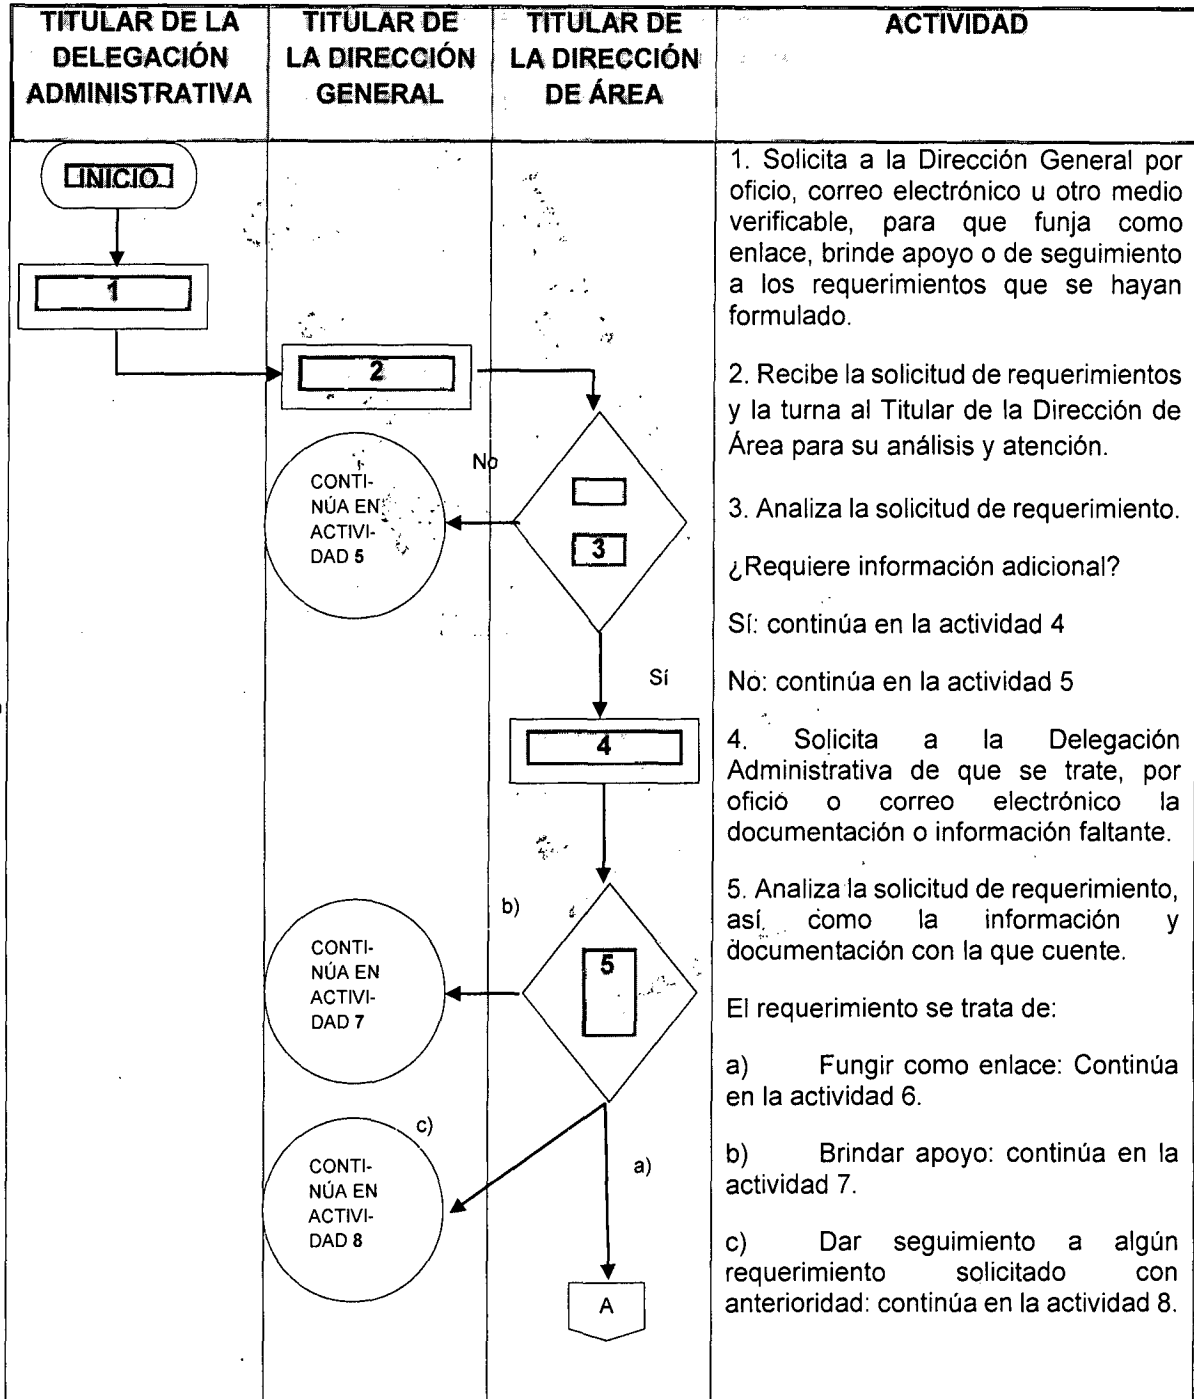 TITULAR DE LA
DELEGACIÓN
ADMINISTRATIVA
TITULAR DE
LA DIRECCIÓN
GENERAL
TITULAR DE
LA DIRECCIÓN
DE ÁREA
ACTIVIDAD
INICIO
1
2
No
CONTI-
NÚA EN
ACTIVI-
DAD 5
3
Sí
4
b)
CONTI-
NÚA EN
ACTIVI-
DAD 7
5
c)
CONTI-
NÚA EN
ACTIVI-
DAD 8
a)
A
1. Solicita a la Dirección General por
oficio, correo electrónico u otro medio
verificable, para que funja como
enlace, brinde apoyo o de seguimiento
a los requerimientos que se hayan
formulado.
2. Recibe la solicitud de requerimientos
y la turna al Titular de la Dirección de
Área para su análisis y atención.
3. Analiza la solicitud de requerimiento.
¿Requiere información adicional?
Sí: continúa en la actividad 4
No: continúa en la actividad 5
4. Solicita a la Delegación
Administrativa de que se trate, por
oficio o correo electrónico la
documentación o información faltante.
5. Analiza la solicitud de requerimiento,
así como la información y
documentación con la que cuente.
El requerimiento se trata de:
a) Fungir como enlace: Continúa
en la actividad 6.
b) Brindar apoyo: continúa en la
actividad 7.
c) Dar seguimiento a algún
requerimiento solicitado con
anterioridad: continúa en la actividad 8.